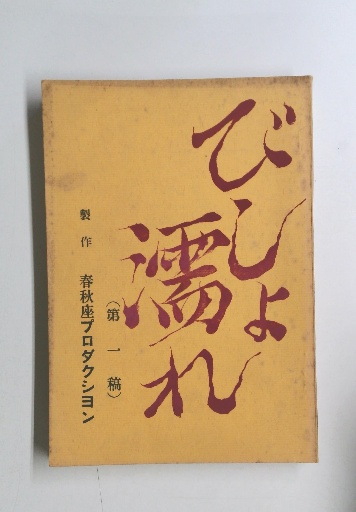 びしょ
濡れ
（第一稿）
製作 春秋座プロダクシヨン